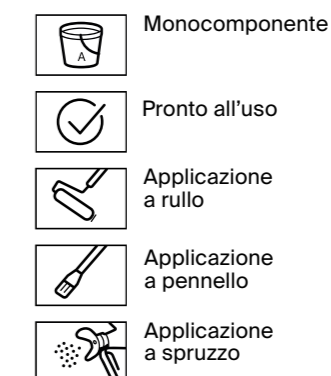 A
Monocomponente
Pronto all'uso
Applicazione
a rullo
Applicazione
a pennello
Applicazione
a spruzzo